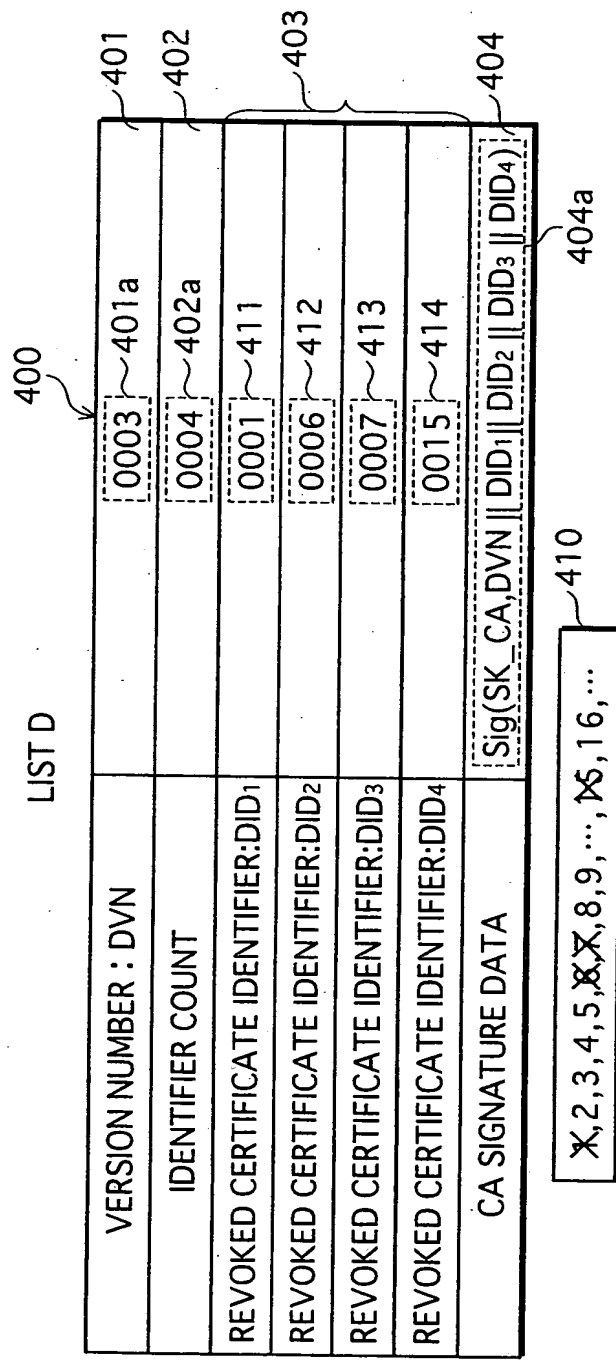 LIST D
400
VERSION NUMBER : DVN 0003 401a 401
IDENTIFIER COUNT 0004 402a 402
REVOKED CERTIFICATE IDENTIFIER:DID1 0001 411
REVOKED CERTIFICATE IDENTIFIER:DID2 0006 412
REVOKED CERTIFICATE IDENTIFIER:DID3 0007 413
REVOKED CERTIFICATE IDENTIFIER:DID4 0015 414
403
CA SIGNATURE DATA Sig(SK_CA,DVN || DID1 || DID2 || DID3 || DID4) 404
404a
410
1,2,3,4,5,6,7,8,9,···,15,16,···